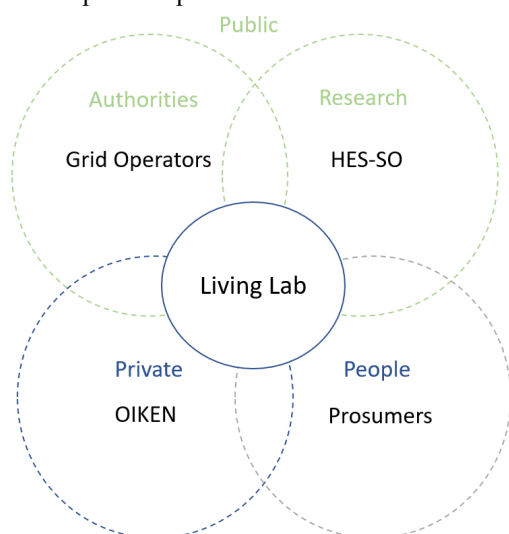 Public
Authorities
Research
Grid Operators
HES-SO
Living Lab
Private
People
OIKEN
Prosumers